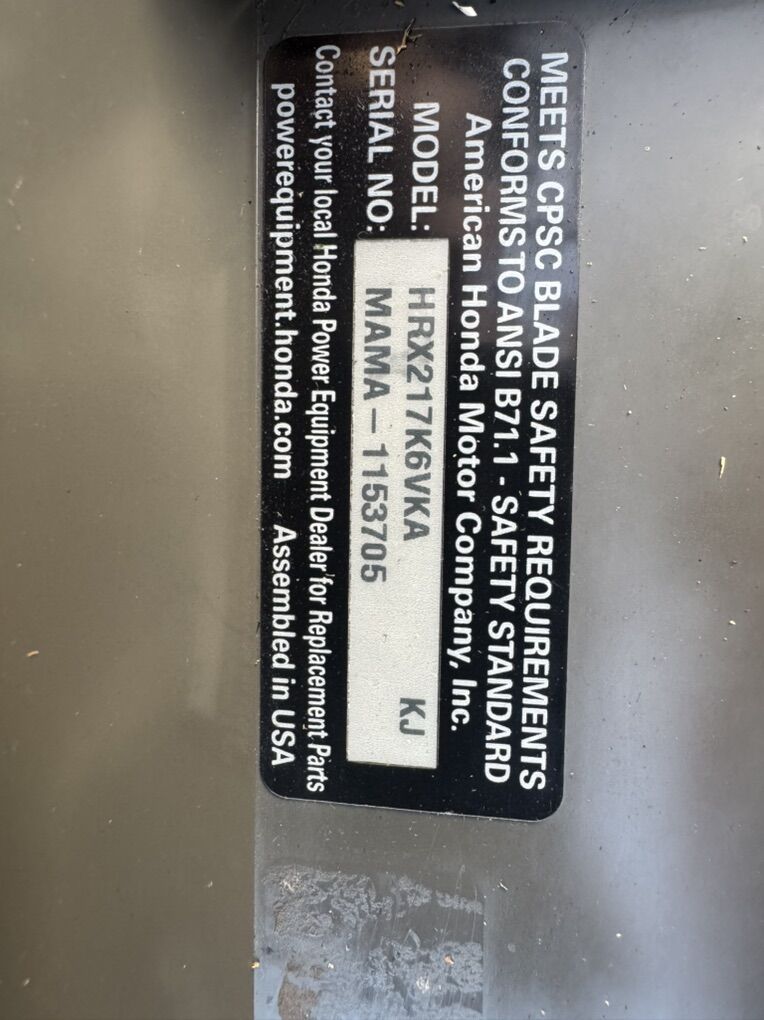 MEETS CPSC BLADE SAFETY REQUIREMENTS
CONFORMS TO ANSI B71.1 - SAFETY STANDARD
American Honda Motor Company, Inc.
MODEL: HRX217K6VKA KJ
SERIAL NO: MAMA-1153705
Contact your local Honda Power Equipment Dealer for Replacement Parts
powerequipment.honda.com Assembled in USA